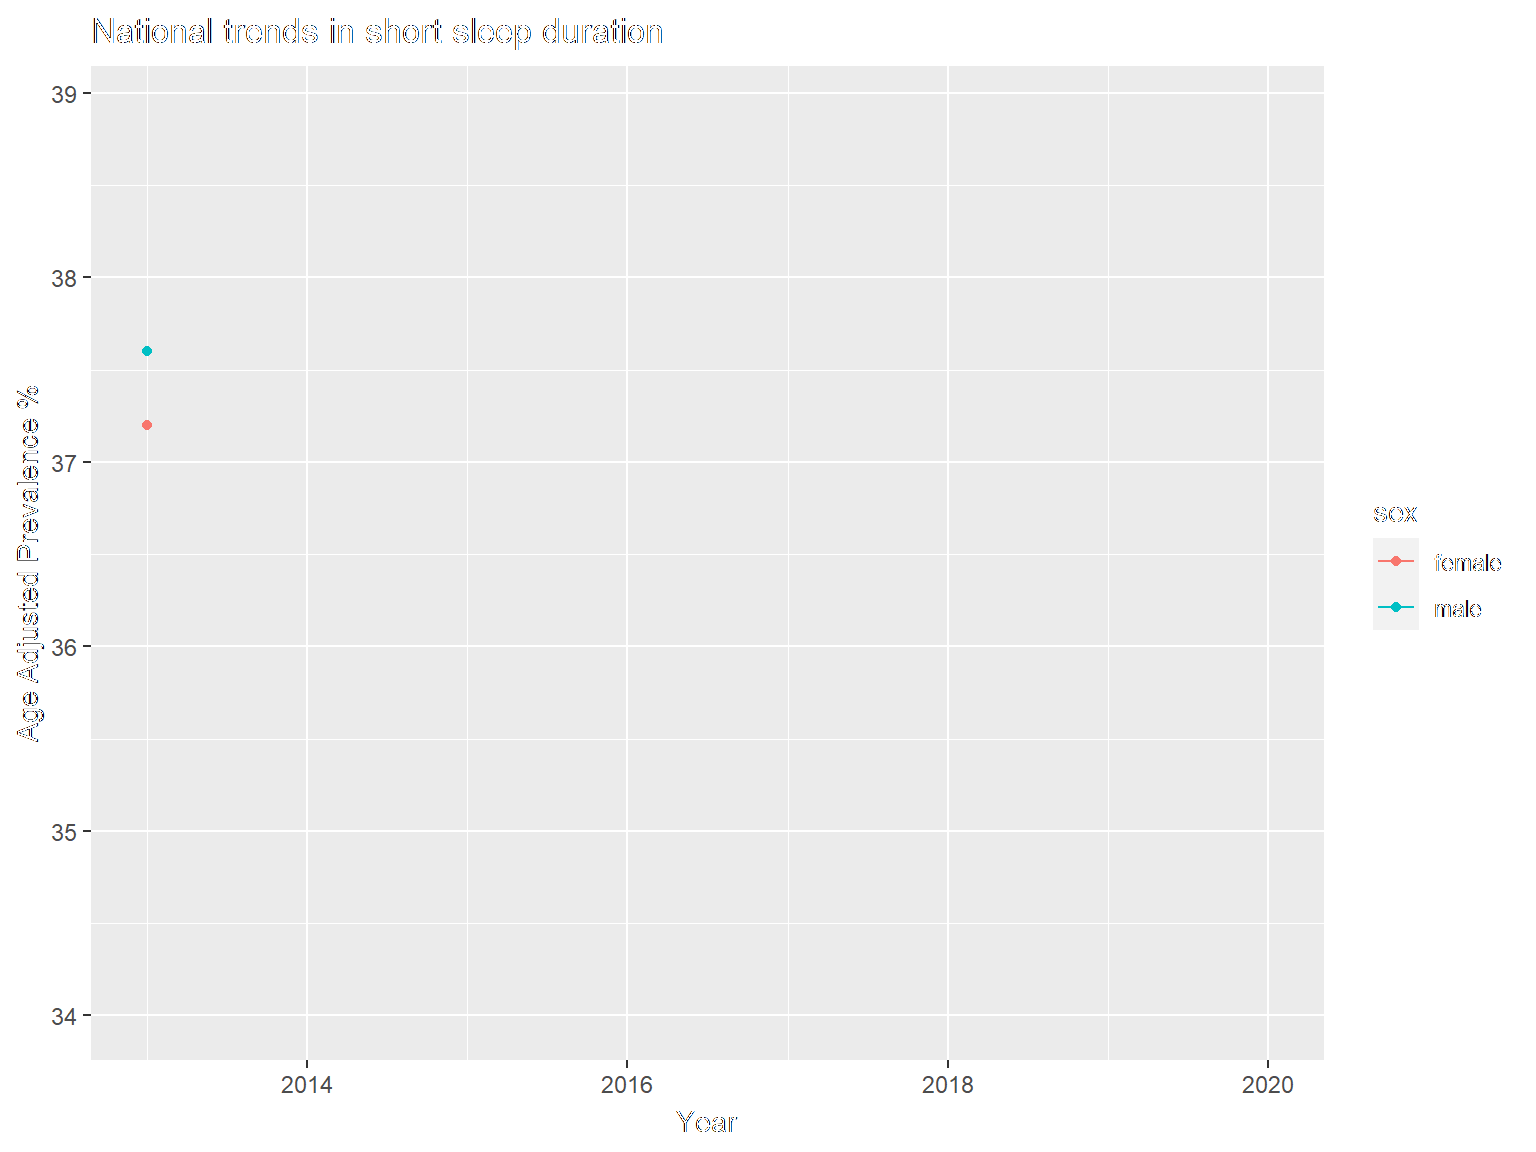 National trends in short sleep duration
39
38
37
36
35
34
Age Adjusted Prevalence %
2014
2016
2018
2020
Year
sex
female
male